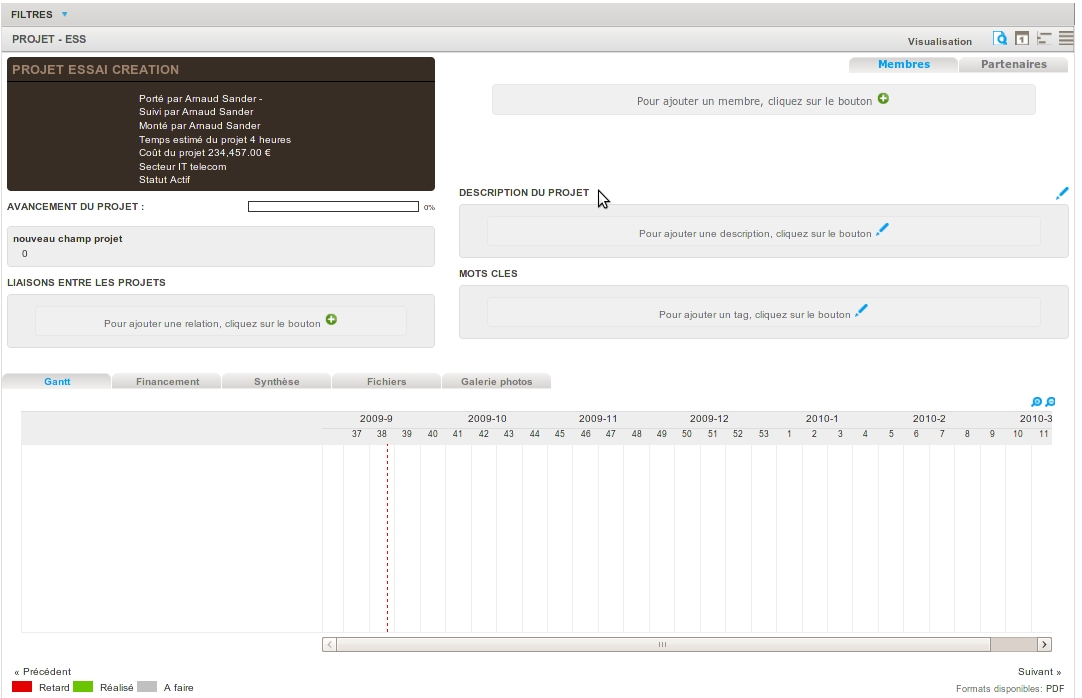 FILTRES
PROJET - ESS
Visualisation
1
PROJET ESSAI CREATION
Porté par Arnaud Sander -
Suivi par Arnaud Sander
Monté par Arnaud Sander
Temps estimé du projet 4 heures
Coût du projet 234,457.00 €
Secteur IT telecom
Statut Actif
AVANCEMENT DU PROJET :
0%
nouveau champ projet
0
LIAISONS ENTRE LES PROJETS
Pour ajouter une relation, cliquez sur le bouton
Membres Partenaires
Pour ajouter un membre, cliquez sur le bouton
DESCRIPTION DU PROJET
Pour ajouter une description, cliquez sur le bouton
MOTS CLES
Pour ajouter un tag, cliquez sur le bouton
Gantt Financement Synthèse Fichiers Galerie photos
2009-9 2009-10 2009-11 2009-12 2010-1 2010-2 2010-3
37 38 39 40 41 42 43 44 45 46 47 48 49 50 51 52 53 1 2 3 4 5 6 7 8 9 10 11
« Précédent Suivant »
Retard Réalisé A faire
Formats disponibles: PDF